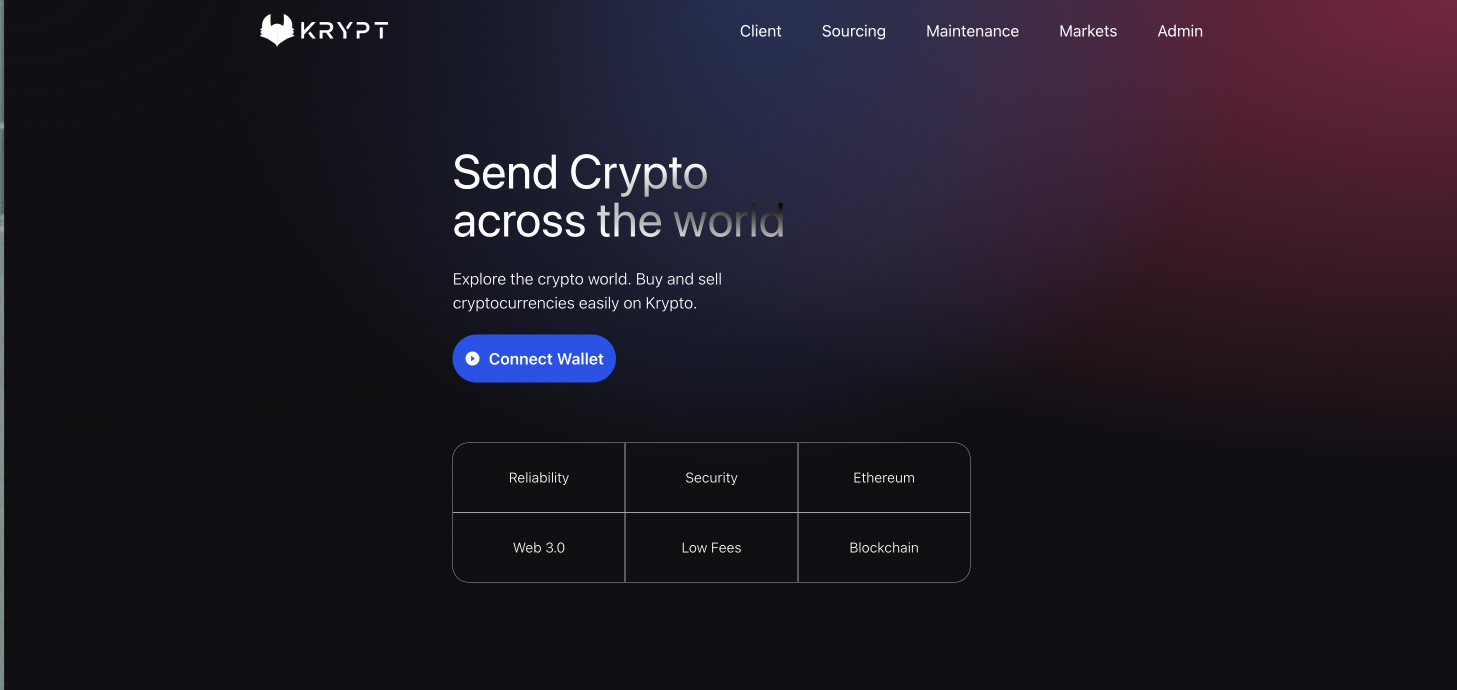 KRYPT
Client Sourcing Maintenance Markets Admin
Send Crypto
across the world
Explore the crypto world. Buy and sell
cryptocurrencies easily on Krypto.
Connect Wallet
Reliability Security Ethereum
Web 3.0 Low Fees Blockchain